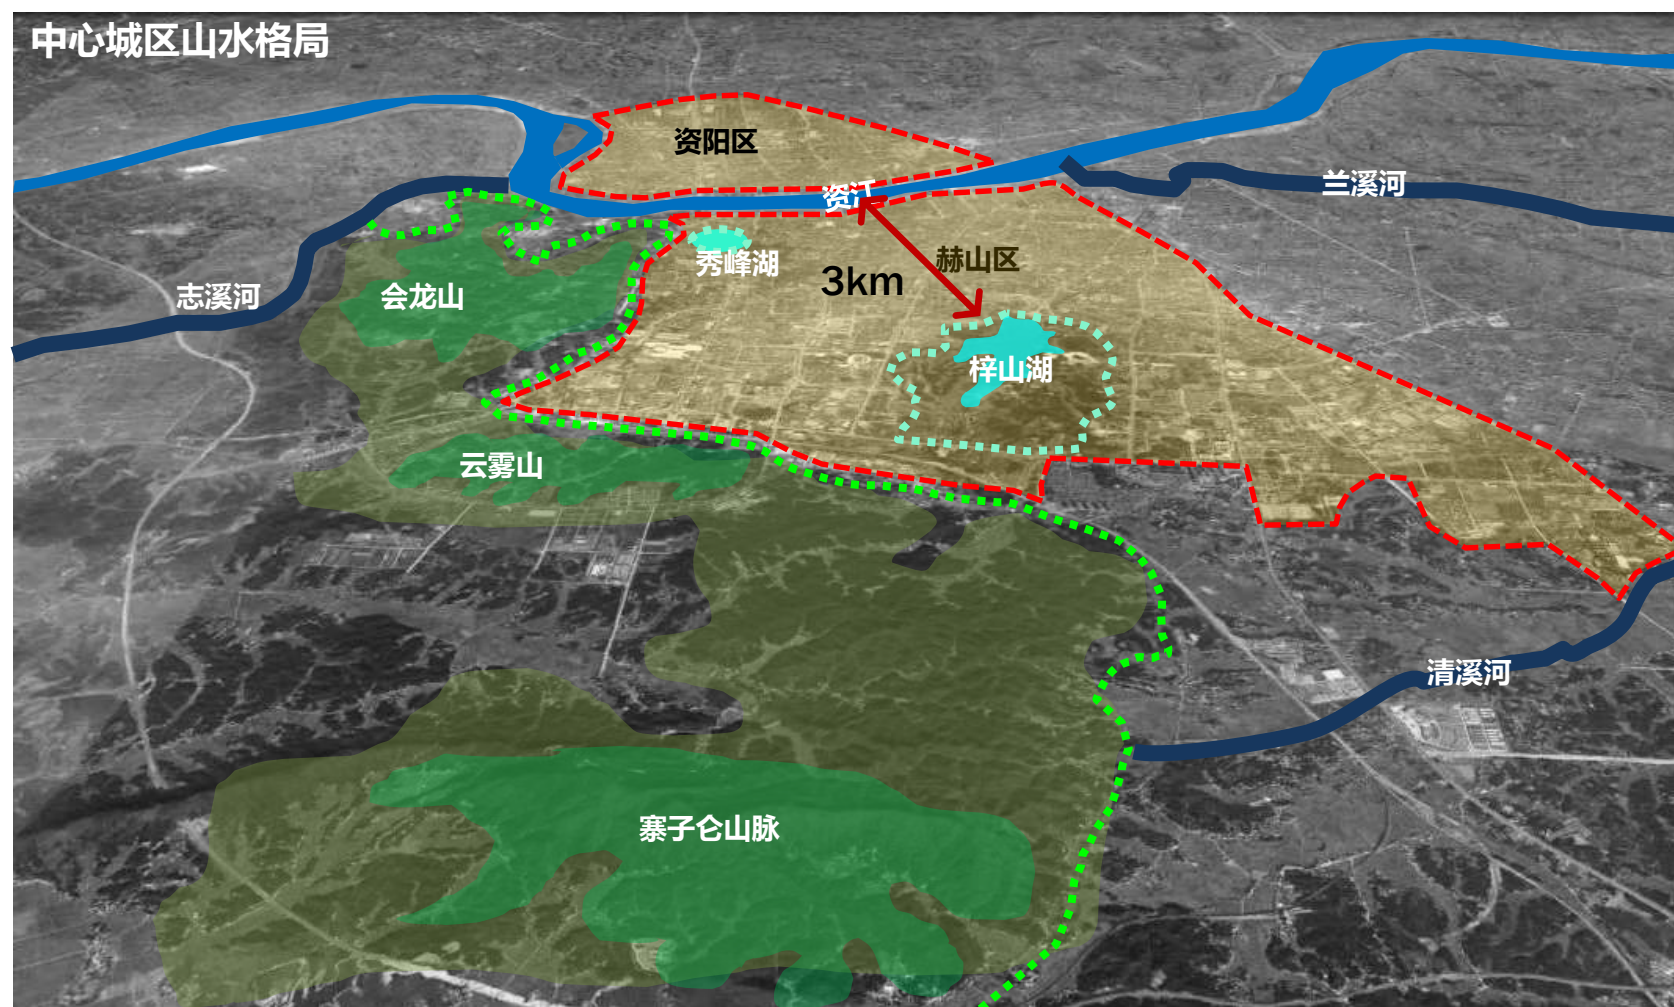 中心城区山水格局
资阳区
资江
兰溪河
秀峰湖
赫山区
3km
志溪河
会龙山
梓山湖
云雾山
清溪河
寨子仑山脉